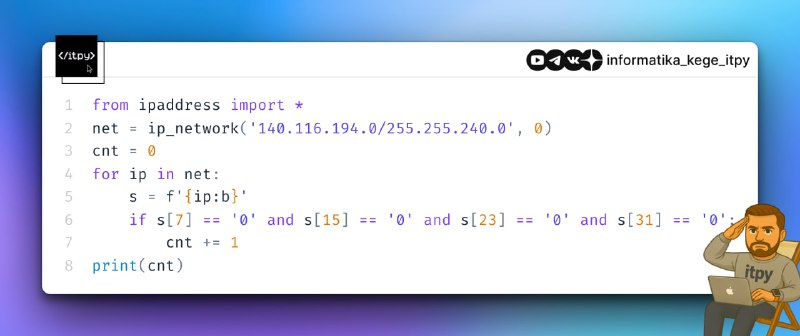 </itpy>
informatika_kege_itpy
1 from ipaddress import *
2 net = ip_network('140.116.194.0/255.255.240.0', 0)
3 cnt = 0
4 for ip in net:
5     s = f'{ip:b}'
6     if s[7] == '0' and s[15] == '0' and s[23] == '0' and s[31] == '0':
7         cnt += 1
8 print(cnt)
itpy